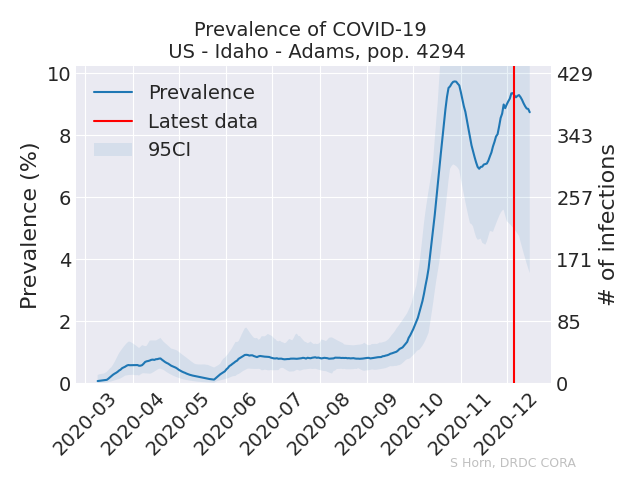 Prevalence of COVID-19
US - Idaho - Adams, pop. 4294
Prevalence
Latest data
95CI
Prevalence (%)
10
8
6
4
2
0
429
343
257
171
85
0
# of infections
2020-03
2020-04
2020-05
2020-06
2020-07
2020-08
2020-09
2020-10
2020-11
2020-12
S Horn, DRDC CORA